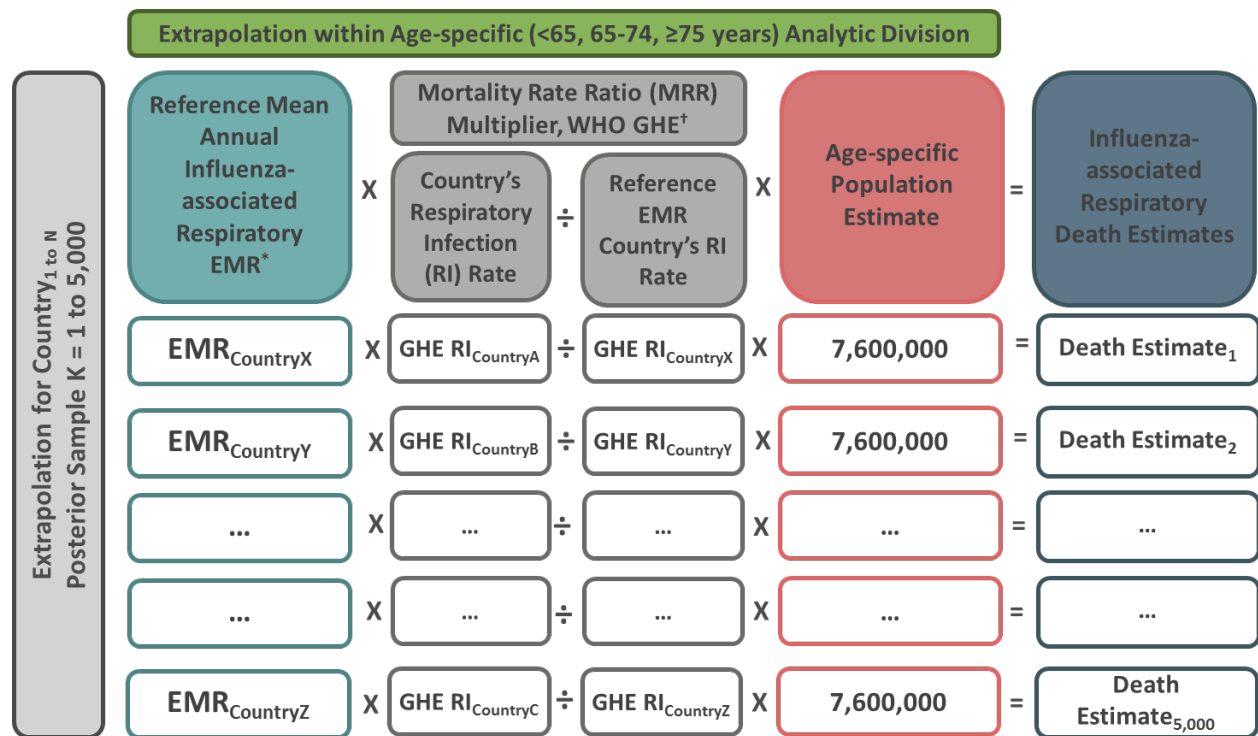 Extrapolation within Age-specific (<65, 65-74, ≥75 years) Analytic Division
Extrapolation for Country1 to N
Posterior Sample K = 1 to 5,000
Reference Mean
Annual
Influenza-
associated
Respiratory
EMR*
X
Mortality Rate Ratio (MRR)
Multiplier, WHO GHE†
Country’s
Respiratory
Infection
(RI) Rate
÷
Reference
EMR
Country’s RI
Rate
X
Age-specific
Population
Estimate
=
Influenza-
associated
Respiratory
Death Estimates
EMRCountryX X GHE RICountryA ÷ GHE RICountryX X 7,600,000 = Death Estimate1
EMRCountryY X GHE RICountryB ÷ GHE RICountryY X 7,600,000 = Death Estimate2
... X ... ÷ ... X ... = ...
... X ... ÷ ... X ... = ...
EMRCountryZ X GHE RICountryC ÷ GHE RICountryZ X 7,600,000 = Death
Estimate5,000